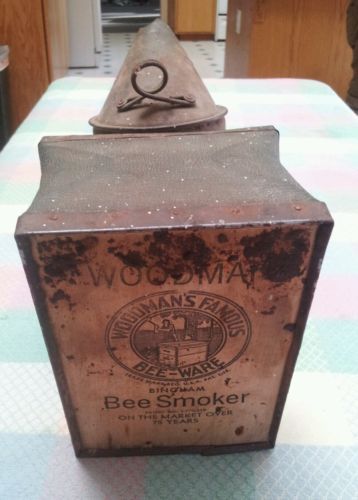 WOODMAN
WOODMAN'S FAMOUS
BEE-WARE
BINGHAM
Bee Smoker
ON THE MARKET OVER
75 YEARS